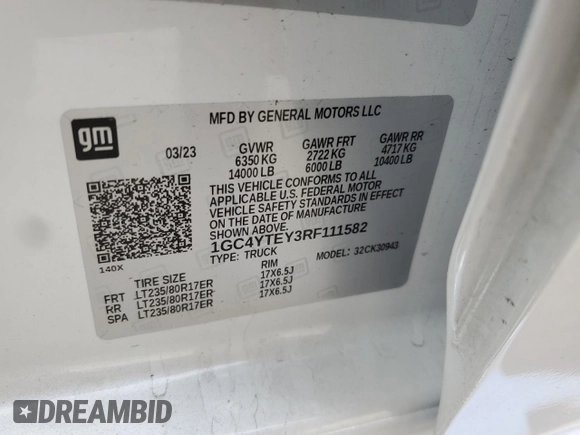 MFD BY GENERAL MOTORS LLC
gm
03/23 GVWR GAWR FRT GAWR RR
6350 KG 2722 KG 4717 KG
14000 LB 6000 LB 10400 LB
THIS VEHICLE CONFORMS TO ALL
APPLICABLE U.S. FEDERAL MOTOR
VEHICLE SAFETY STANDARDS IN EFFECT
ON THE DATE OF MANUFACTURE
SHOWN ABOVE.
1GC4YTEY3RF111582
TYPE: TRUCK MODEL: 32CK30943
140X
TIRE SIZE RIM
FRT LT235/80R17ER 17X6.5J
RR LT235/80R17ER 17X6.5J
SPA LT235/80R17ER 17X6.5J
DREAMBID